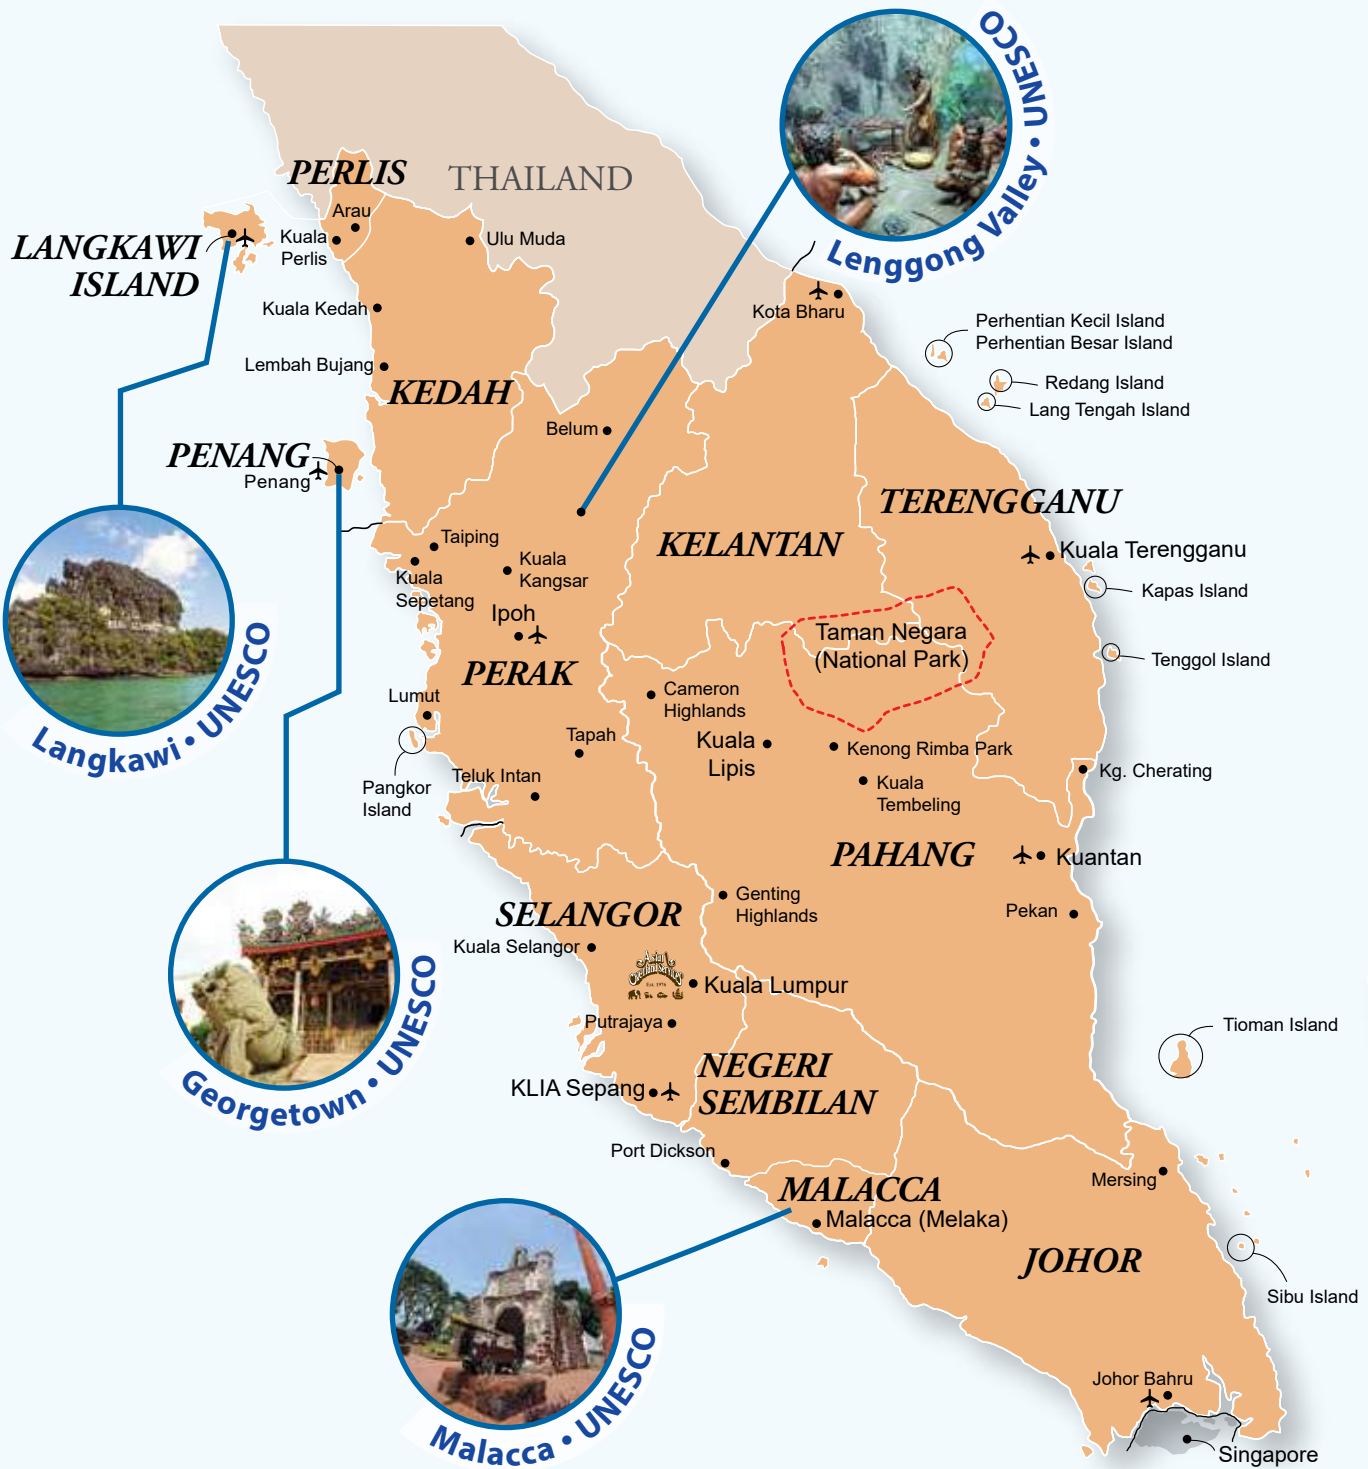 UNESCO • Lenggong Valley
PERLIS
THAILAND
Arau
Kuala
Perlis
Ulu Muda
LANGKAWI
ISLAND
Kuala Kedah
Kota Bharu
Perhentian Kecil Island
Perhentian Besar Island
Lembah Bujang
KEDAH
Redang Island
Lang Tengah Island
Belum
PENANG
Penang
TERENGGANU
KELANTAN
Taiping
Kuala
Kangsar
Kuala
Sepetang
Kuala Terengganu
Kapas Island
Ipoh
PERAK
Taman Negara
(National Park)
Tenggol Island
Langkawi • UNESCO
Lumut
Cameron
Highlands
Tapah
Kuala
Lipis
Kenong Rimba Park
Kg. Cherating
Pangkor
Island
Teluk Intan
Kuala
Tembeling
PAHANG
Kuantan
Genting
Highlands
Pekan
SELANGOR
Kuala Selangor
Asian
Overland Services
Est. 1976
Kuala Lumpur
Putrajaya
Tioman Island
Georgetown • UNESCO
NEGERI
SEMBILAN
KLIA Sepang
Port Dickson
Mersing
MALACCA
Malacca (Melaka)
JOHOR
Sibu Island
Malacca • UNESCO
Johor Bahru
Singapore